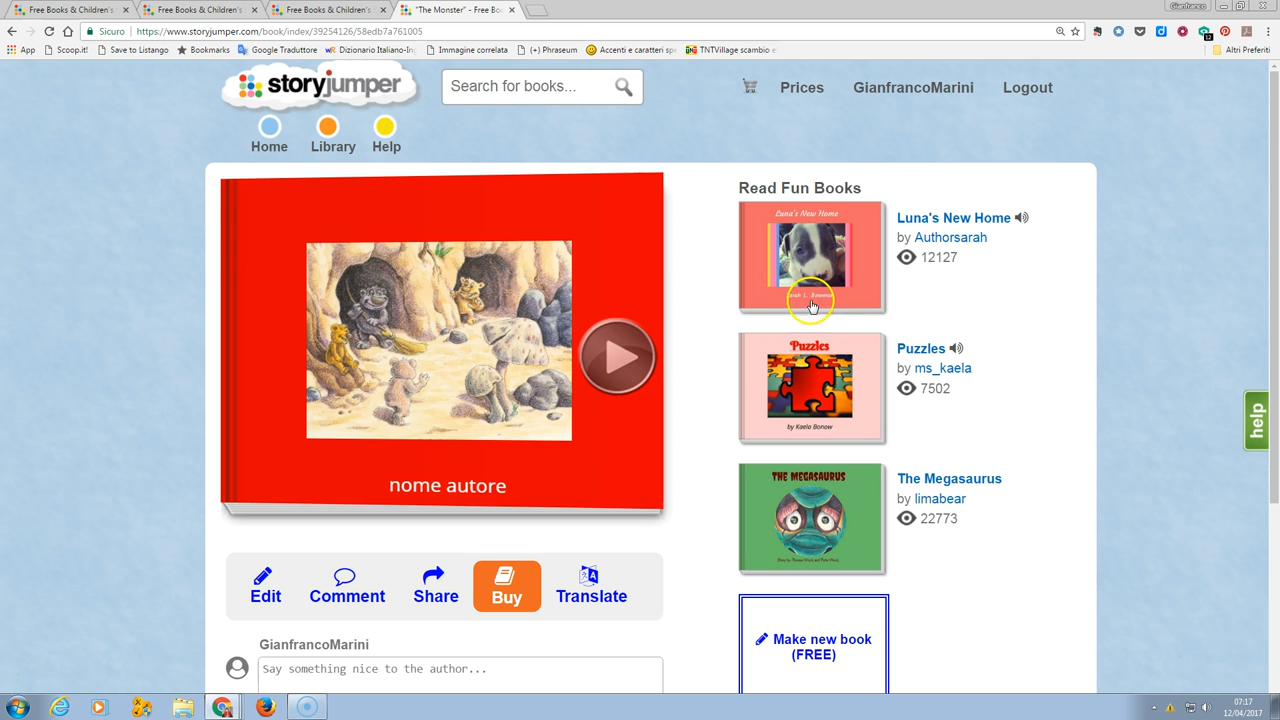 Free Books & Children's
Free Books & Children's
Free Books & Children's
"The Monster" - Free Bo
Gianfranco
Sicuro
https://www.storyjumper.com/book/index/39254126/58edb7a761005
App
Scoop.it!
Save to Listango
Bookmarks
Google Traduttore
Dizionario Italiano-Ing
Immagine correlata
(+) Phraseum
Accenti e caratteri spe
TNTVillage scambio e
Altri Preferiti
storyjumper
Search for books...
Prices
GianfrancoMarini
Logout
Home
Library
Help
nome autore
Edit
Comment
Share
Buy
Translate
GianfrancoMarini
Say something nice to the author...
Read Fun Books
Luna's New Home
Luna's New Home
by Authorsarah
12127
Puzzles
by Kaela Bonow
Puzzles
by ms_kaela
7502
THE MEGASAURUS
The Megasaurus
by limabear
22773
Make new book
(FREE)
help
07:17
12/04/2017